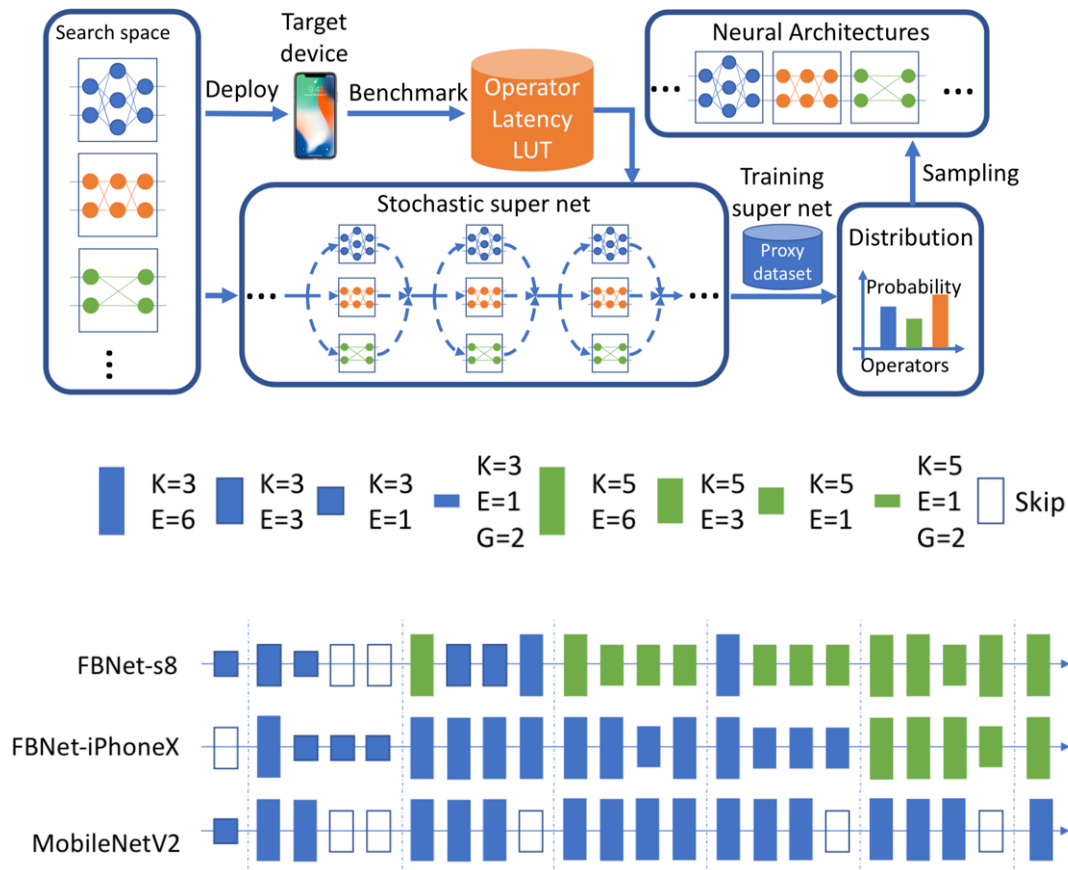 Search space
Target
device
Deploy
Benchmark
Operator
Latency
LUT
Neural Architectures
...
...
Sampling
Training
super net
Proxy
dataset
Stochastic super net
...
...
Distribution
Probability
Operators
K=3
E=6
K=3
E=3
K=3
E=1
K=3
E=1
G=2
K=5
E=6
K=5
E=3
K=5
E=1
K=5
E=1
G=2
Skip
FBNet-s8
FBNet-iPhoneX
MobileNetV2